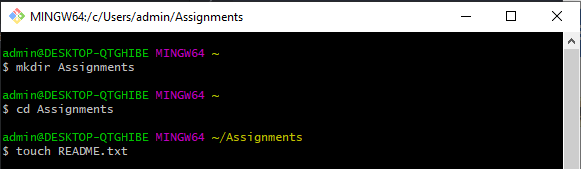 MINGW64:/c/Users/admin/Assignments
admin@DESKTOP-QTGHIBE MINGW64 ~
$ mkdir Assignments
admin@DESKTOP-QTGHIBE MINGW64 ~
$ cd Assignments
admin@DESKTOP-QTGHIBE MINGW64 ~/Assignments
$ touch README.txt